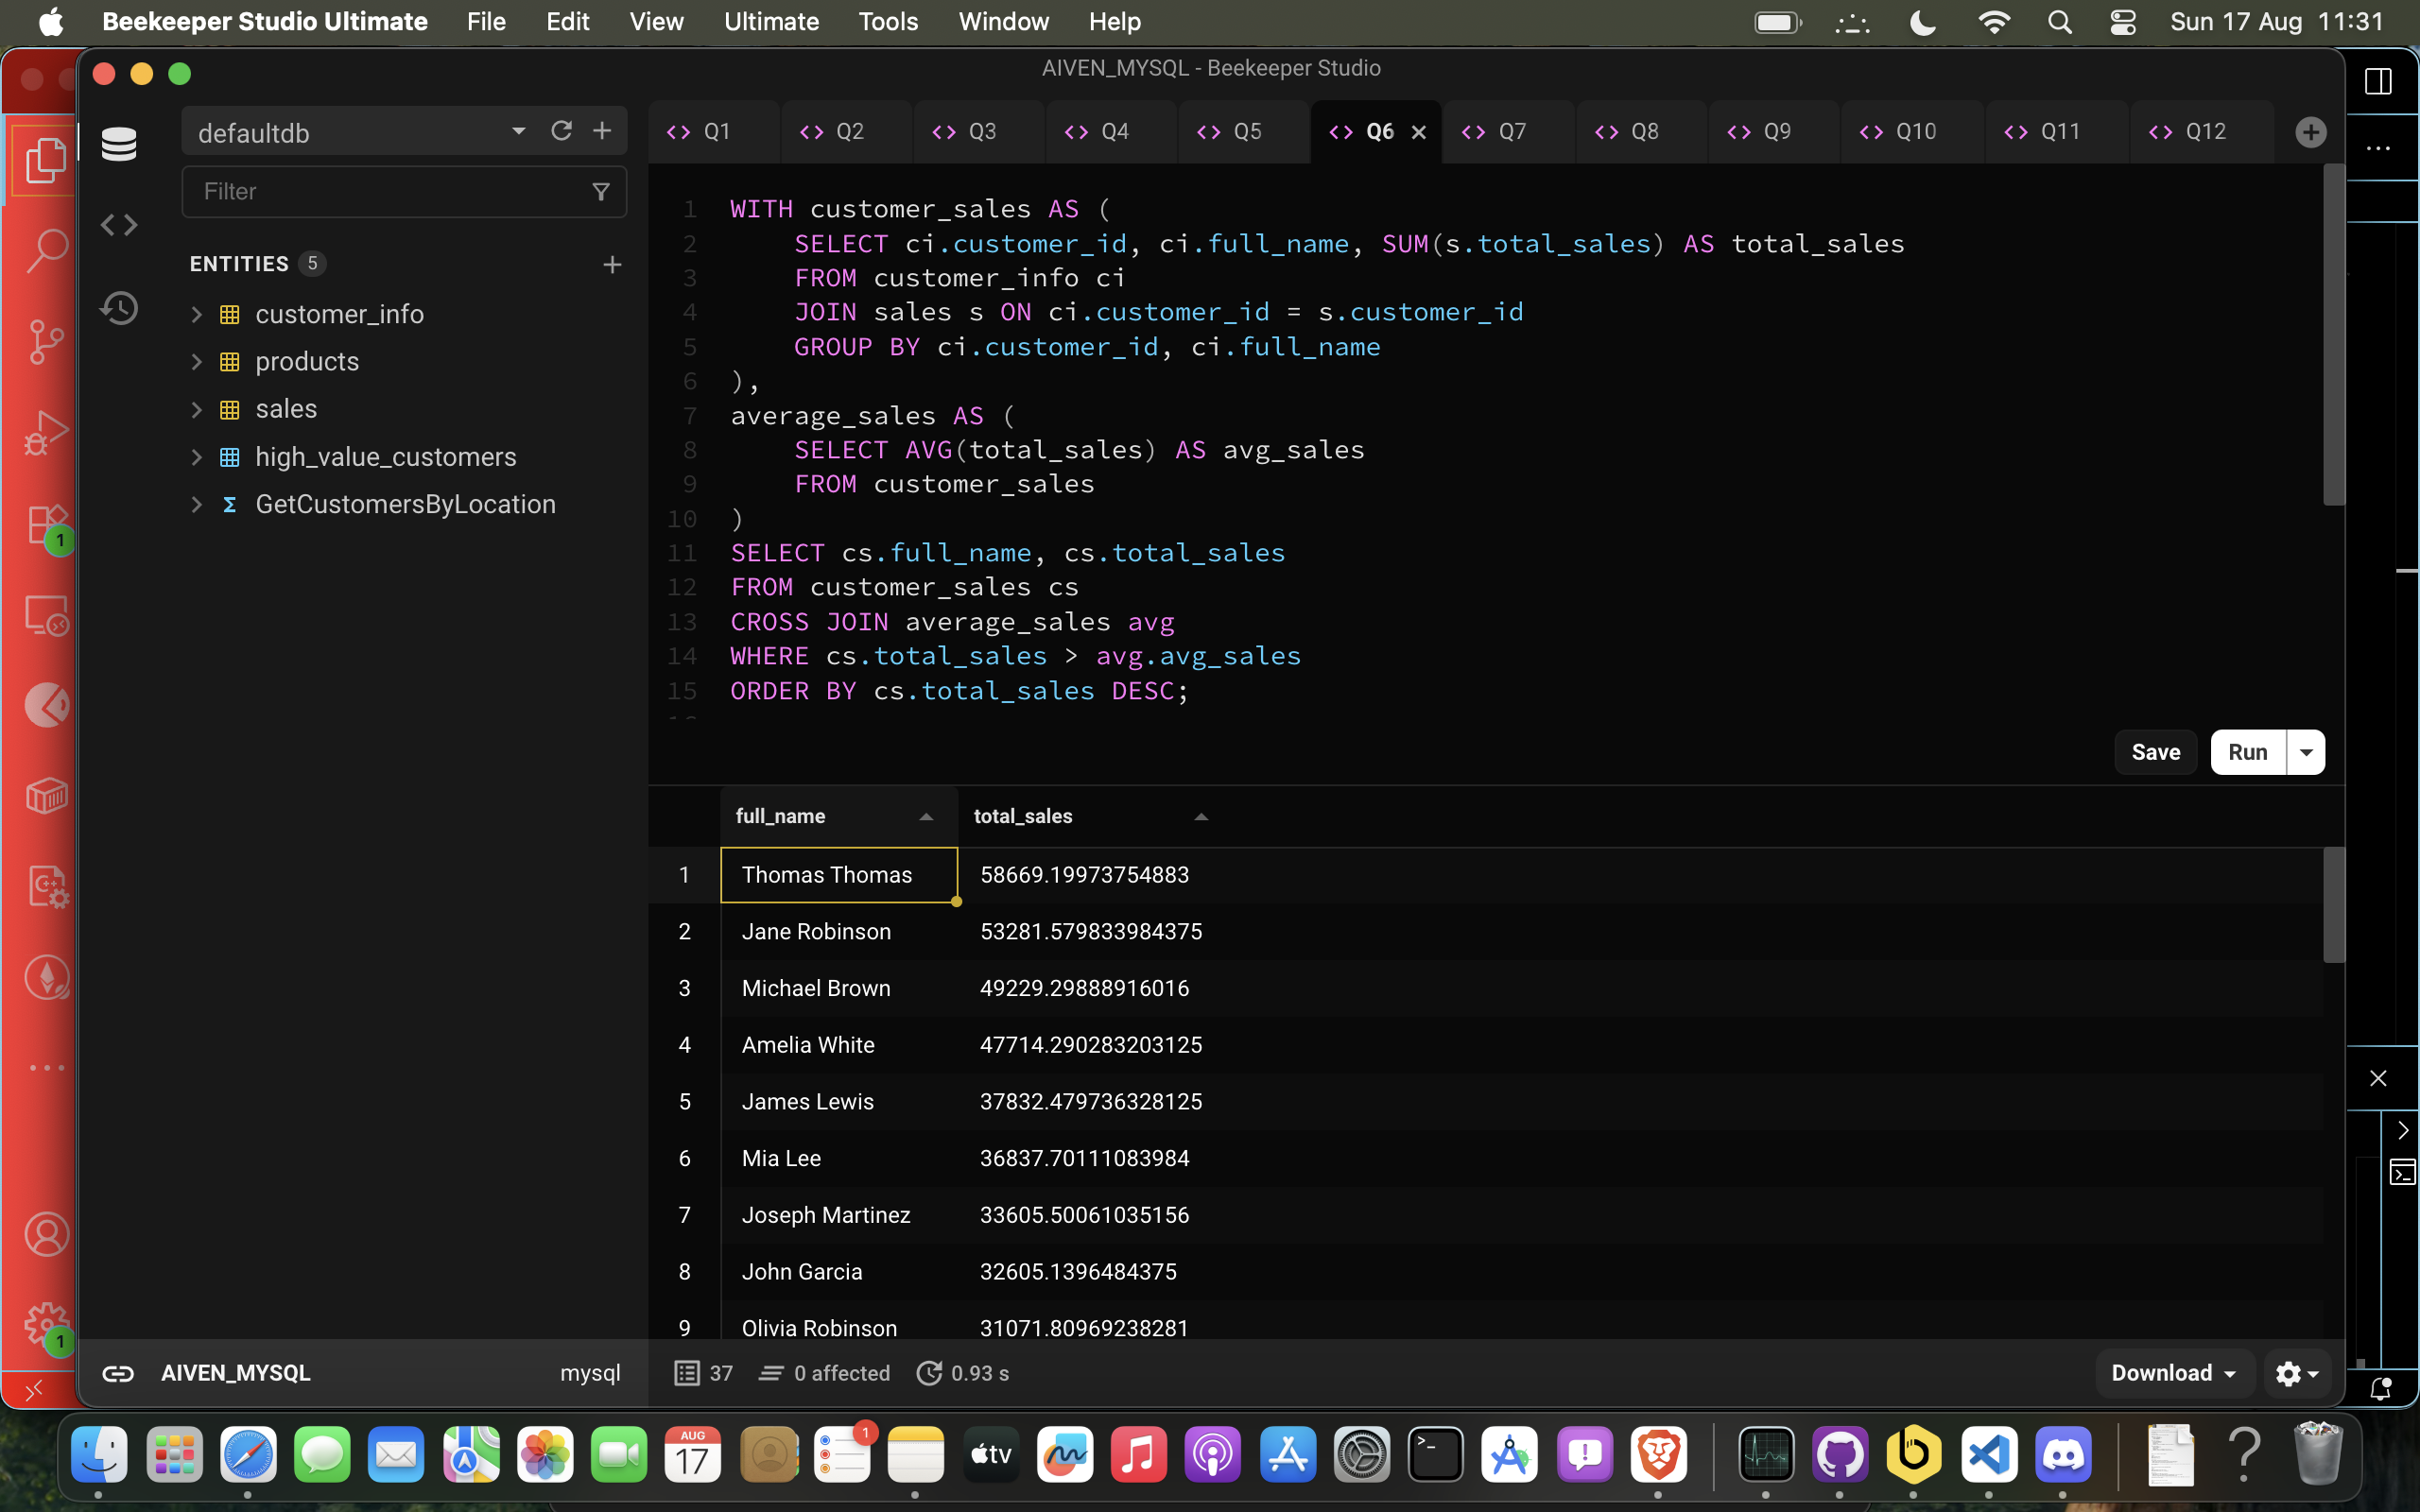 Beekeeper Studio Ultimate File Edit View Ultimate Tools Window Help Sun 17 Aug 11:31
AIVEN_MYSQL - Beekeeper Studio
defaultdb
Q1 Q2 Q3 Q4 Q5 Q6 Q7 Q8 Q9 Q10 Q11 Q12
Filter
ENTITIES 5
customer_info
products
sales
high_value_customers
GetCustomersByLocation
1 WITH customer_sales AS (
2 SELECT ci.customer_id, ci.full_name, SUM(s.total_sales) AS total_sales
3 FROM customer_info ci
4 JOIN sales s ON ci.customer_id = s.customer_id
5 GROUP BY ci.customer_id, ci.full_name
6 ),
7 average_sales AS (
8 SELECT AVG(total_sales) AS avg_sales
9 FROM customer_sales
10 )
11 SELECT cs.full_name, cs.total_sales
12 FROM customer_sales cs
13 CROSS JOIN average_sales avg
14 WHERE cs.total_sales > avg.avg_sales
15 ORDER BY cs.total_sales DESC;
Save Run
full_name total_sales
1 Thomas Thomas 58669.19973754883
2 Jane Robinson 53281.579833984375
3 Michael Brown 49229.29888916016
4 Amelia White 47714.290283203125
5 James Lewis 37832.479736328125
6 Mia Lee 36837.70111083984
7 Joseph Martinez 33605.50061035156
8 John Garcia 32605.1396484375
9 Olivia Robinson 31071.80969238281
1
1
AIVEN_MYSQL mysql 37 0 affected 0.93 s Download
AUG
17
1
tv